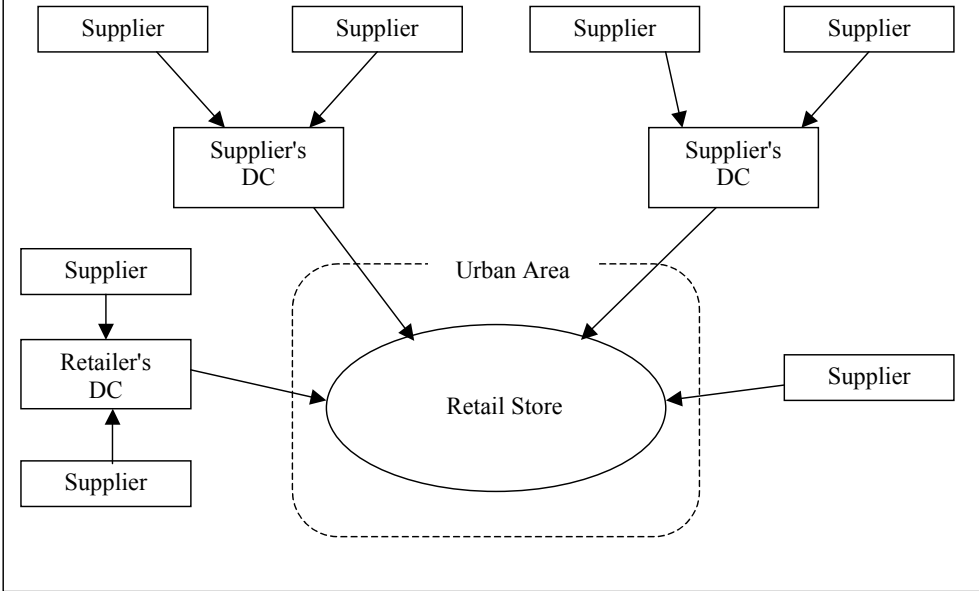 Supplier
Supplier
Supplier
Supplier
Supplier's
DC
Supplier's
DC
Supplier
Urban Area
Retailer's
DC
Supplier
Retail Store
Supplier